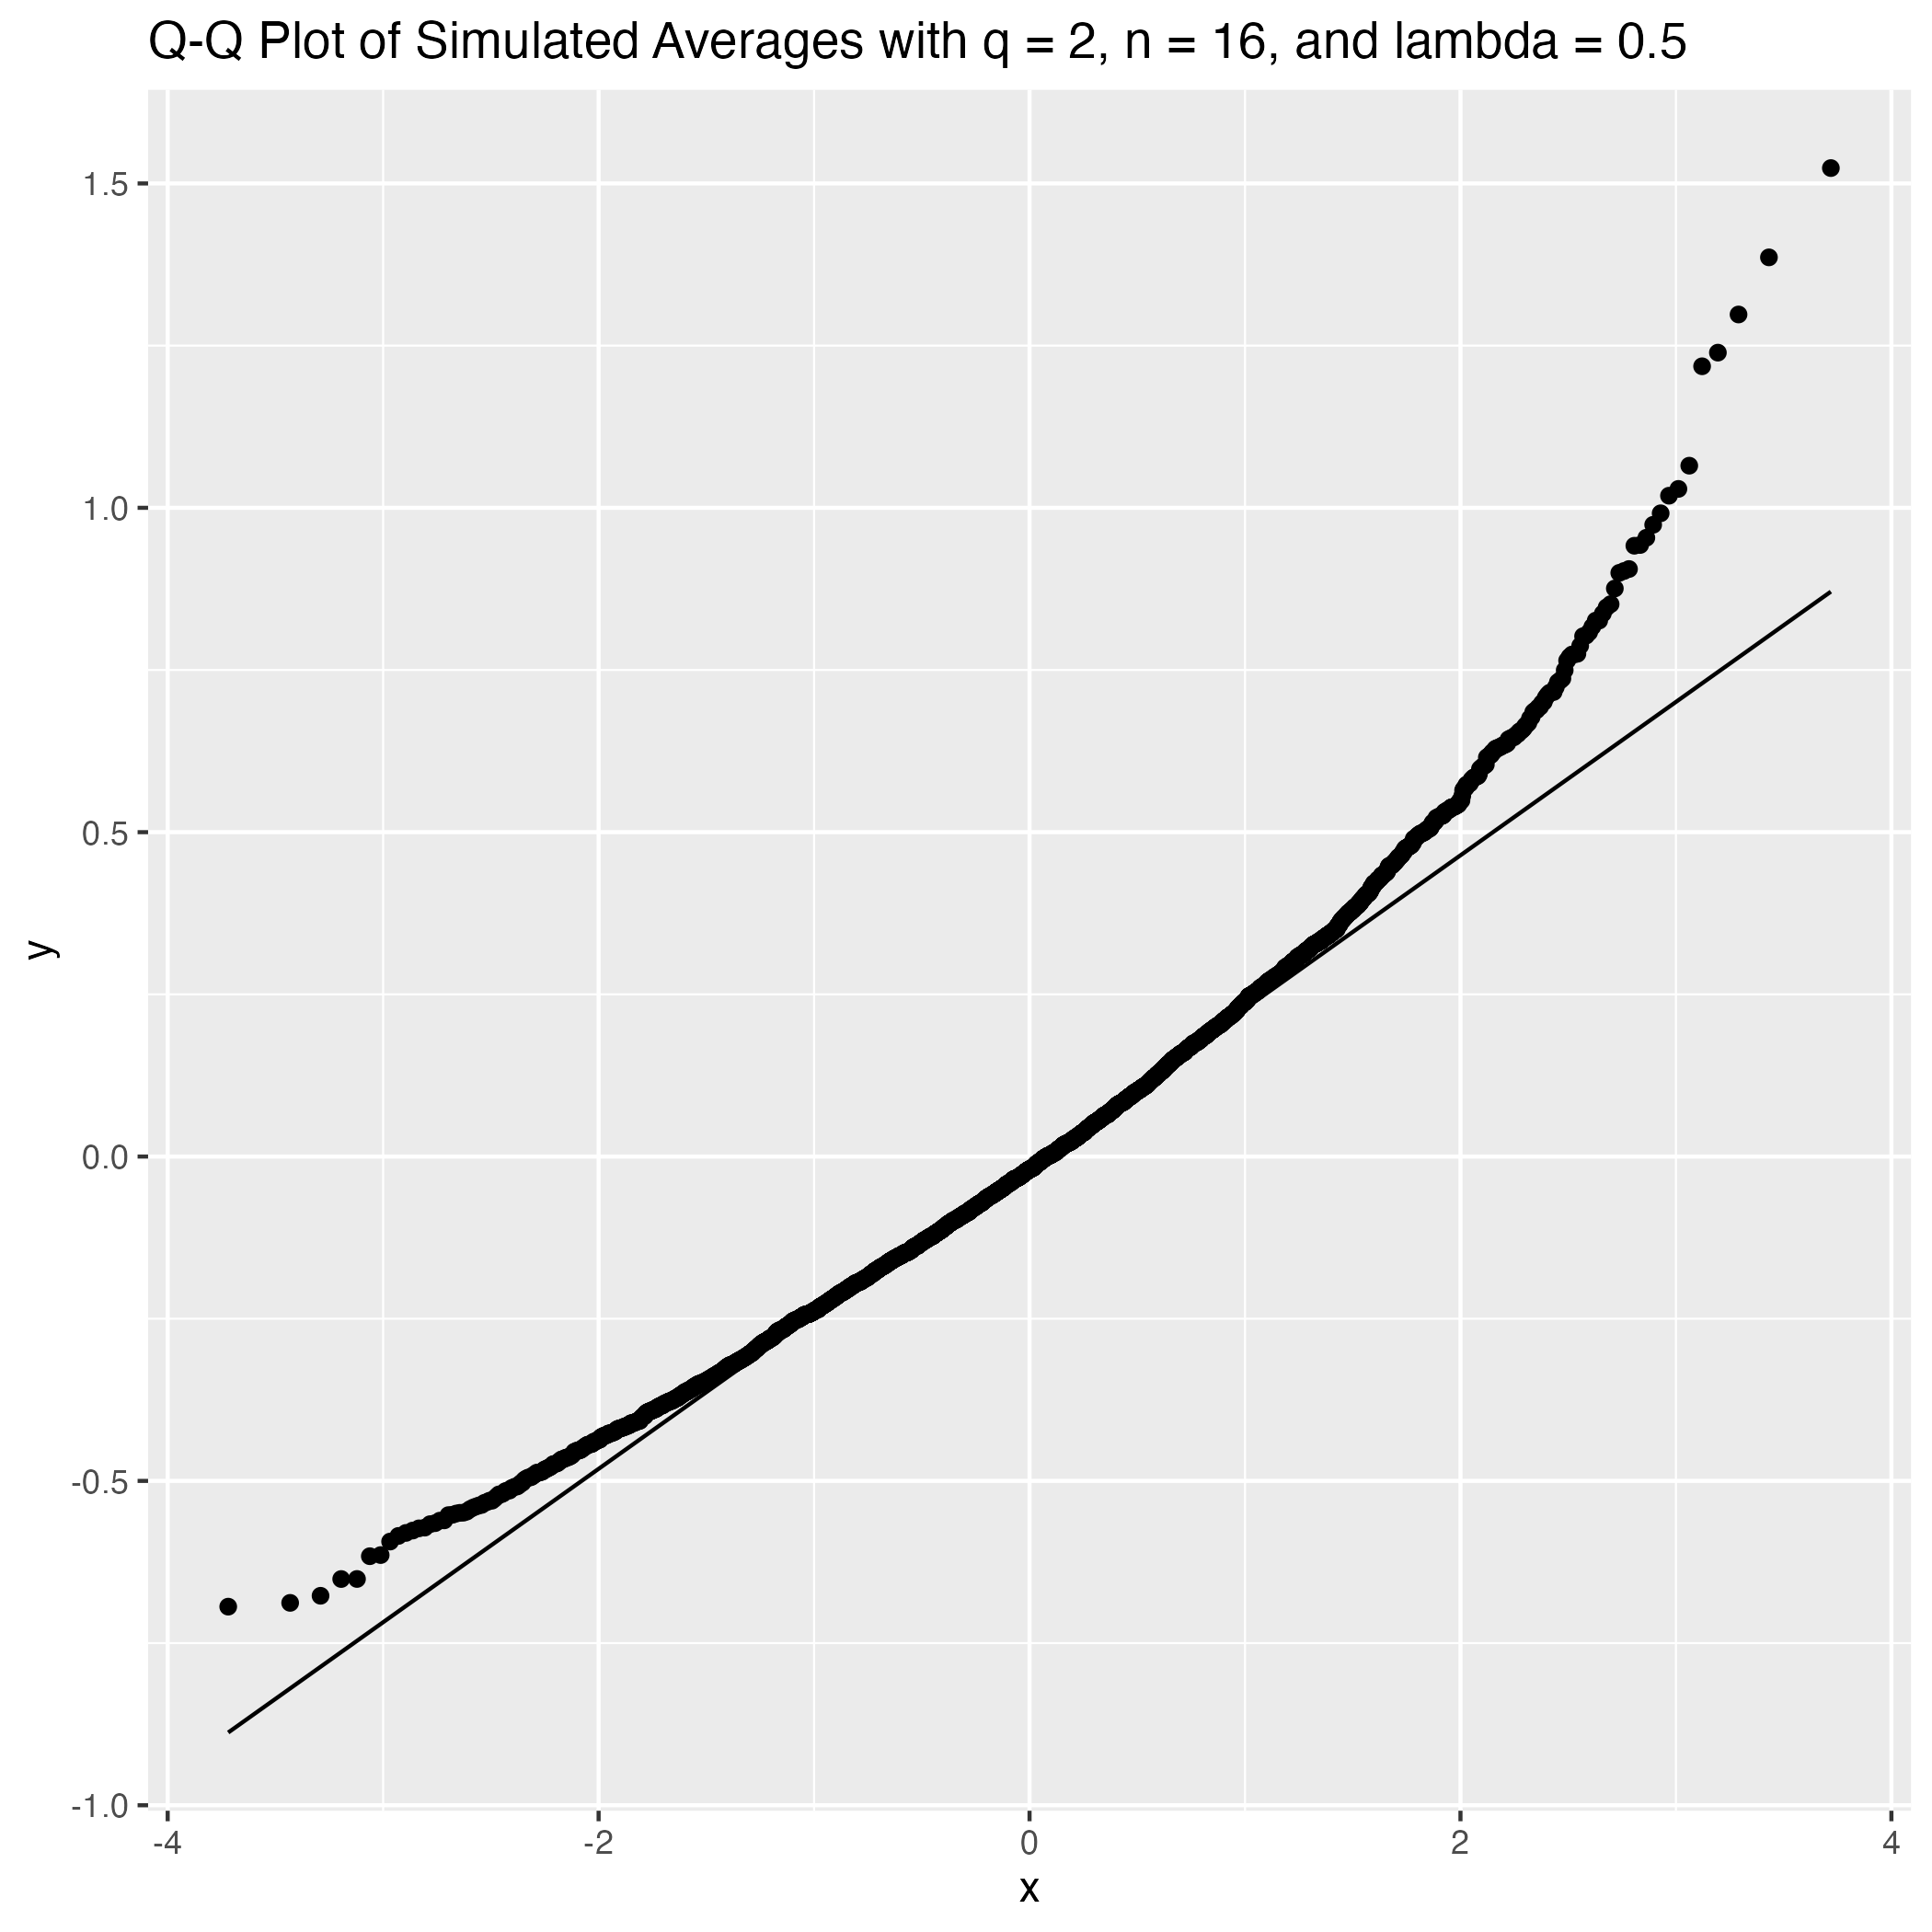 Q-Q Plot of Simulated Averages with q = 2, n = 16, and lambda = 0.5
1.5
1.0
0.5
0.0
-0.5
-1.0
y
-4 -2 0 2 4
x